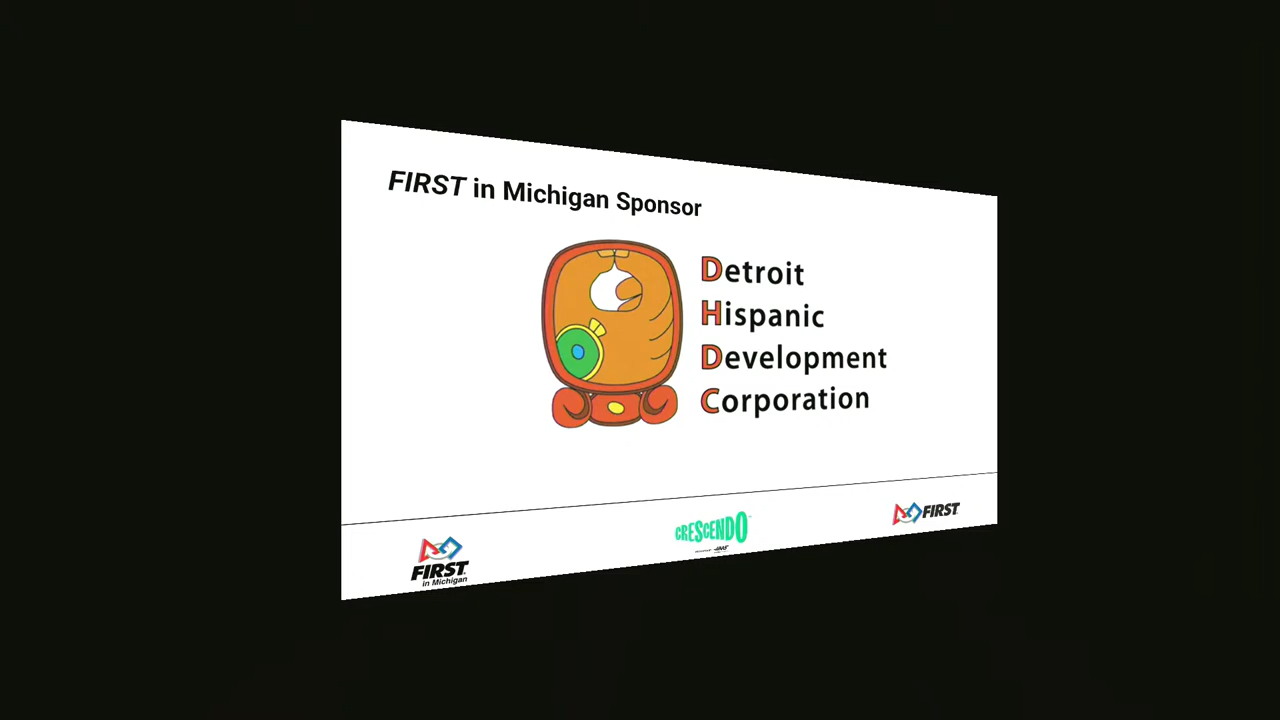 FIRST in Michigan Sponsor
Detroit
Hispanic
Development
Corporation
FIRST
in Michigan
CRESCENDO
FIRST